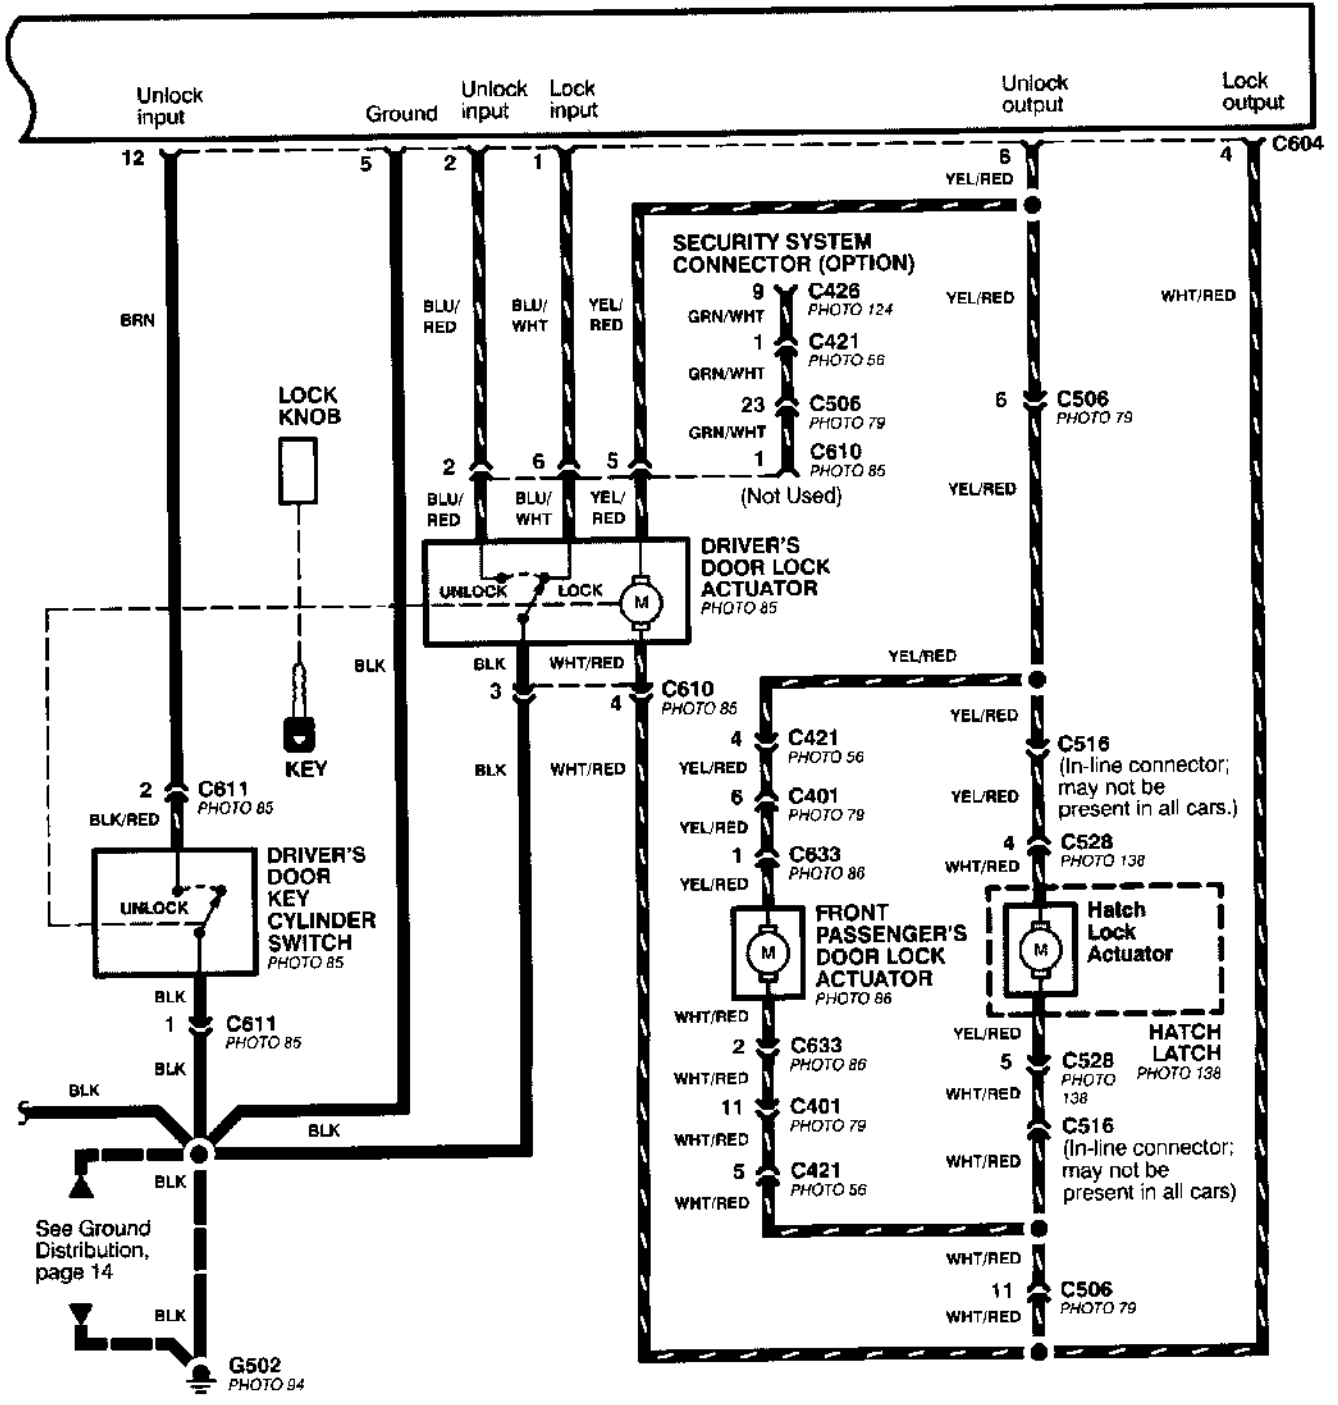 Unlock input
Ground
Unlock input
Lock input
Unlock output
Lock output
12
5
2
1
6
4
C604
YEL/RED
SECURITY SYSTEM
CONNECTOR (OPTION)
9
C426
PHOTO 124
GRN/WHT
1
C421
PHOTO 56
GRN/WHT
23
C506
PHOTO 79
GRN/WHT
1
C610
PHOTO 85
(Not Used)
BRN
BLU/
RED
BLU/
WHT
YEL/
RED
YEL/RED
WHT/RED
LOCK
KNOB
6
C506
PHOTO 79
2
6
5
BLU/
RED
BLU/
WHT
YEL/
RED
YEL/RED
DRIVER'S
DOOR LOCK
ACTUATOR
PHOTO 85
UNLOCK
LOCK
M
BLK
BLK
WHT/RED
3
4
C610
PHOTO 85
YEL/RED
KEY
BLK
WHT/RED
YEL/RED
4
C421
PHOTO 56
YEL/RED
C516
(In-line connector;
may not be
present in all cars.)
2
C611
PHOTO 85
BLK/RED
6
C401
PHOTO 79
YEL/RED
YEL/RED
1
C633
PHOTO 86
YEL/RED
4
C528
PHOTO 138
WHT/RED
DRIVER'S
DOOR
KEY
CYLINDER
SWITCH
PHOTO 85
UNLOCK
FRONT
PASSENGER'S
DOOR LOCK
ACTUATOR
PHOTO 86
M
Hatch
Lock
Actuator
M
BLK
1
C611
PHOTO 85
BLK
WHT/RED
2
C633
PHOTO 86
WHT/RED
YEL/RED
5
C528
PHOTO
138
HATCH
LATCH
PHOTO 138
WHT/RED
BLK
BLK
11
C401
PHOTO 79
WHT/RED
C516
(In-line connector;
may not be
present in all cars)
WHT/RED
BLK
5
C421
PHOTO 56
WHT/RED
See Ground
Distribution,
page 14
WHT/RED
11
C506
PHOTO 79
WHT/RED
BLK
G502
PHOTO 94